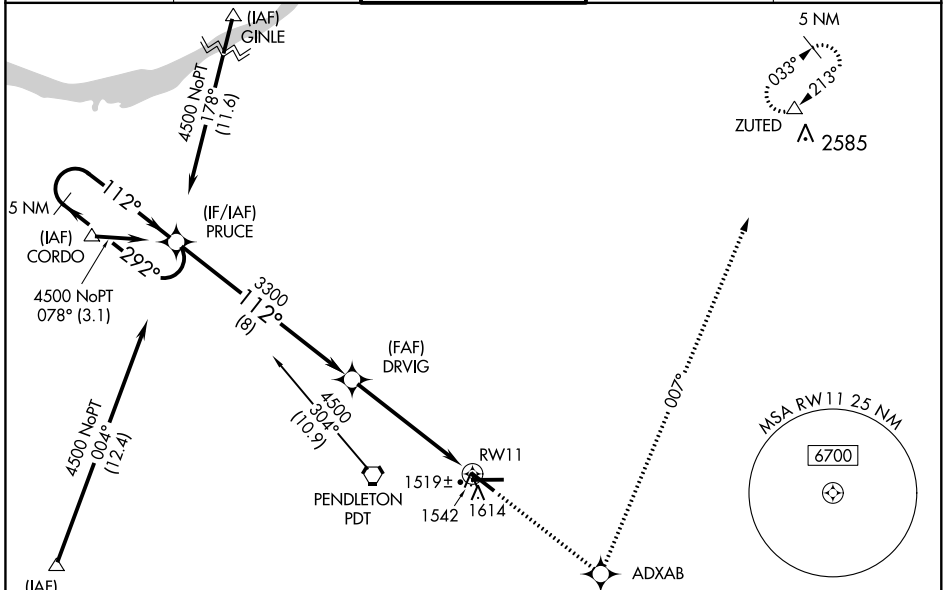 (IAF)
GINLE
5 NM
4500 NoPT
178°
(11.6)
033°
213°
ZUTED
2585
112°
5 NM
(IF/IAF)
PRUCE
(IAF)
CORDO
292°
4500 NoPT
078° (3.1)
3300
112°
(8)
(FAF)
DRVIG
007°
4500 NoPT
004°
(12.4)
4500
304°
(10.9)
MSA RW11 25 NM
6700
RW11
1519±
1542
1614
PENDLETON
PDT
ADXAB
(IAF)